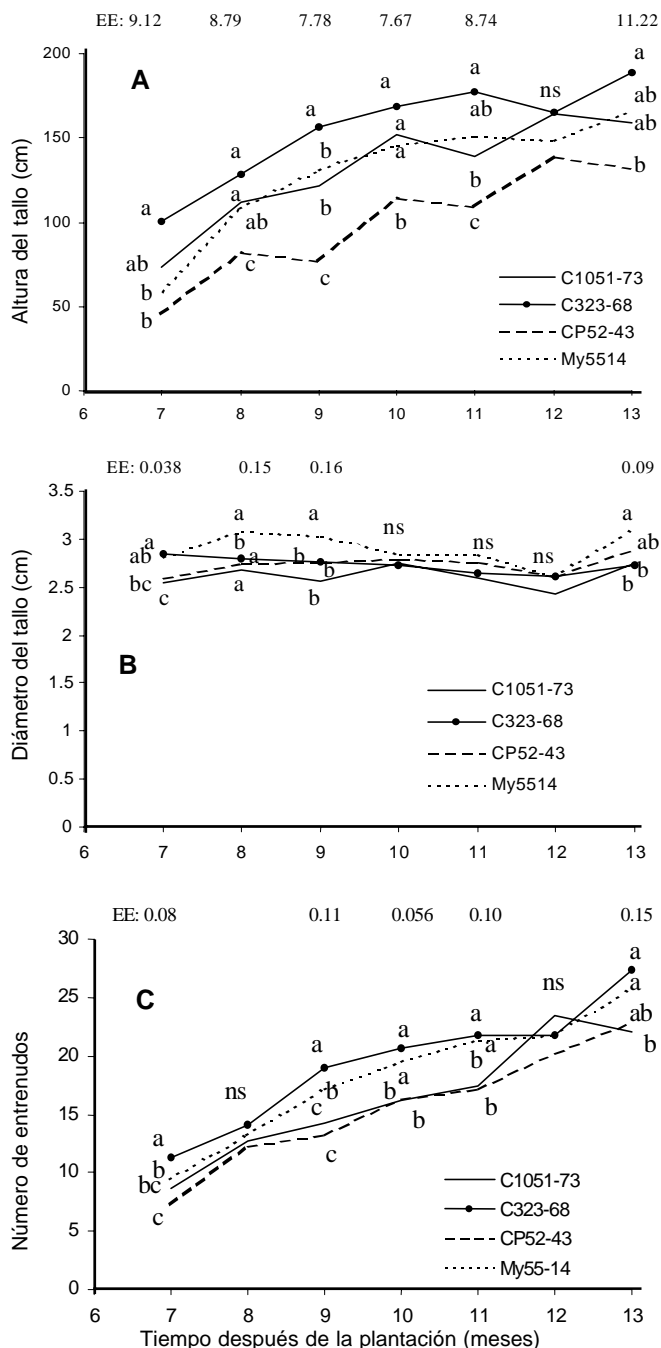 EE: 9.12 8.79 7.78 7.67 8.74 11.22
200
A
a a a a a a
ns
ab ab
a b a b
150
a ab b b c b
100
ab b b c c
50
0
Altura del tallo (cm)
C1051-73
C323-68
CP52-43
My5514
6 7 8 9 10 11 12 13
EE: 0.038 0.15 0.16 0.09
3.5
a a a ns ns ns a
3
ab b a b b ab
2.5
bc c a b b b
2
B
1.5
1
0.5
0
Diámetro del tallo (cm)
C1051-73
C323-68
CP52-43
My5514
6 7 8 9 10 11 12 13
EE: 0.08 0.11 0.056 0.10 0.15
30
C
a
ns
a
25
a a a
ab
20
b a b
b
b a
15
ns
c b b
c
10
a
b
bc
5
c
0
Número de entrenudos
C1051-73
C323-68
CP52-43
My55-14
6 7 8 9 10 11 12 13
Tiempo después de la plantación (meses)